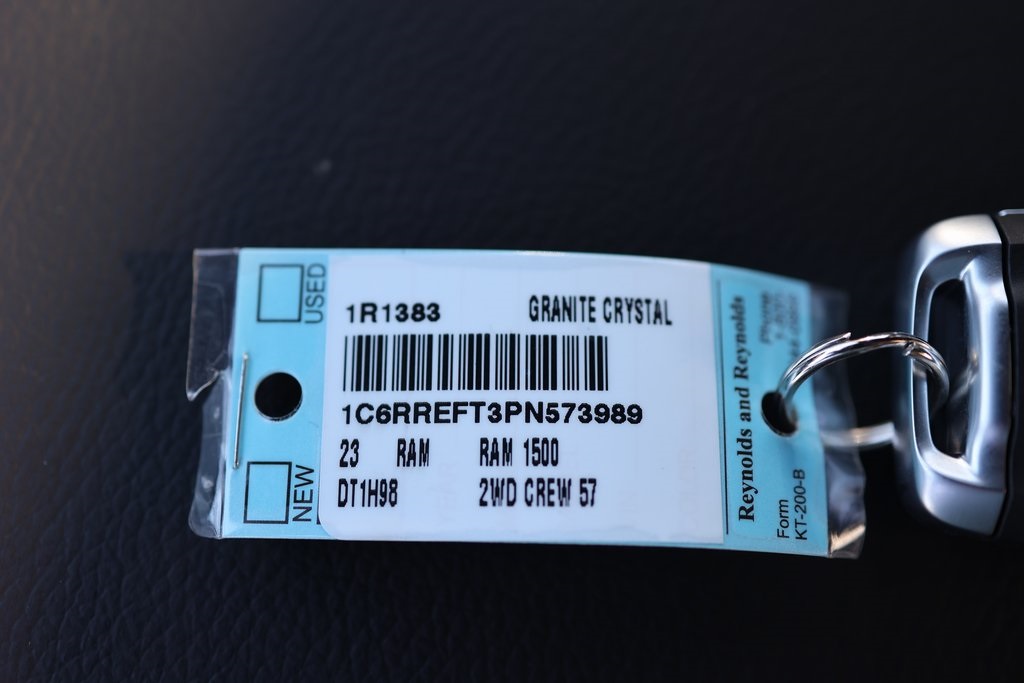 USED
NEW
1R1383 GRANITE CRYSTAL
1C6RREFT3PN573989
23 RAM RAM 1500
DT1H98 2WD CREW 57
Reynolds and Reynolds
Form
KT-200-B